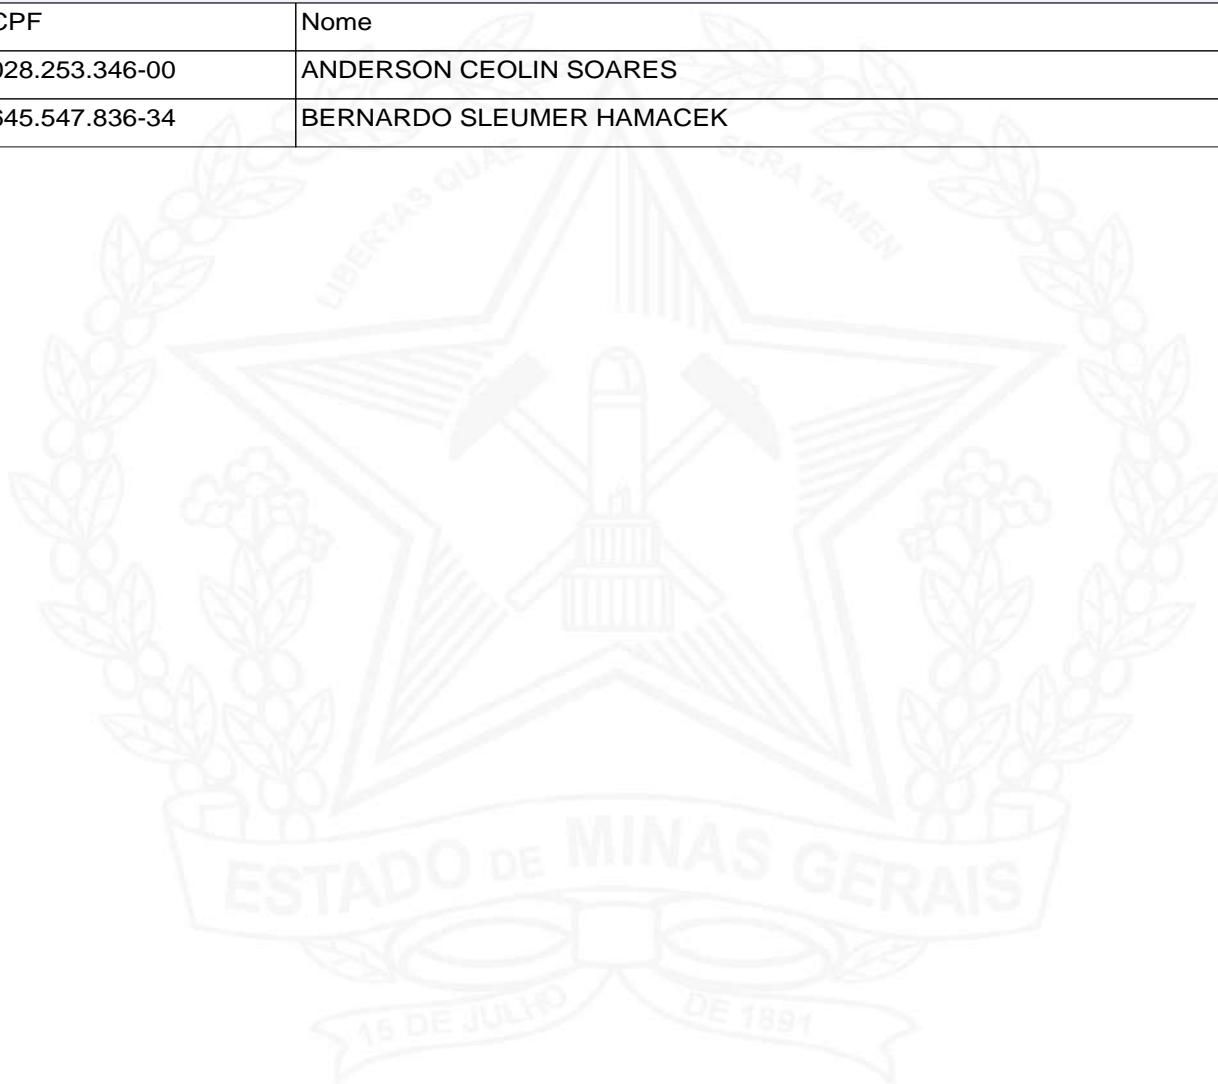 CPF Nome
028.253.346-00 ANDERSON CEOLIN SOARES
645.547.836-34 BERNARDO SLEUMER HAMACEK
LIBERTAS QUAE SERA TAMEN
ESTADO DE MINAS GERAIS
15 DE JULHO DE 1891